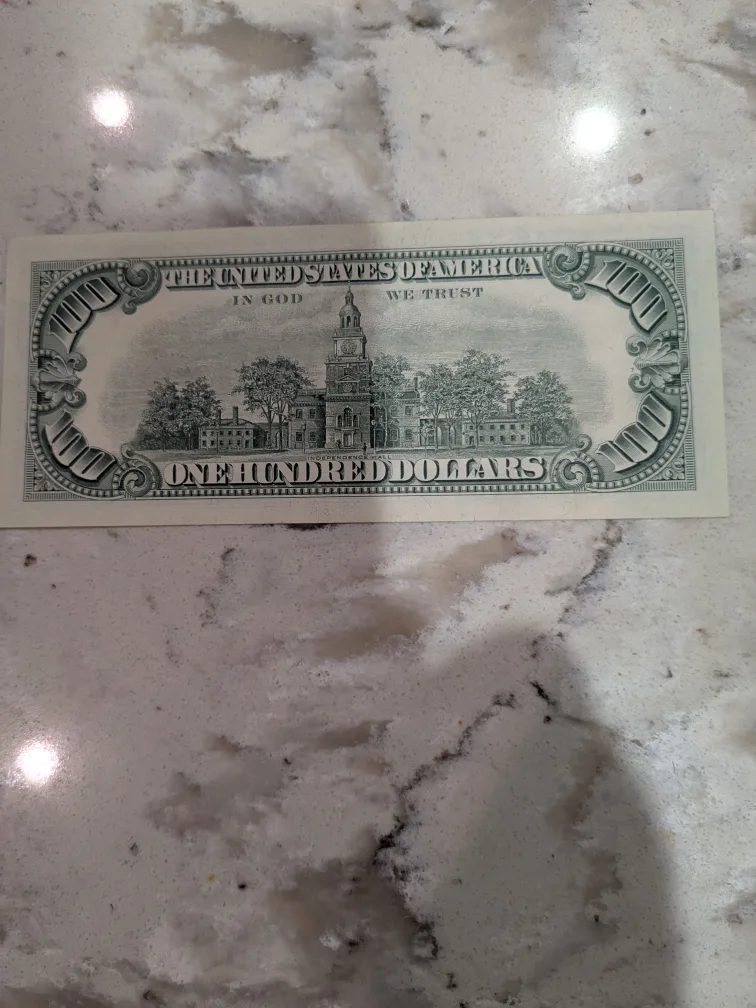 100 THE UNITED STATES OF AMERICA 100
IN GOD WE TRUST
INDEPENDENCE HALL
100 ONE HUNDRED DOLLARS 100